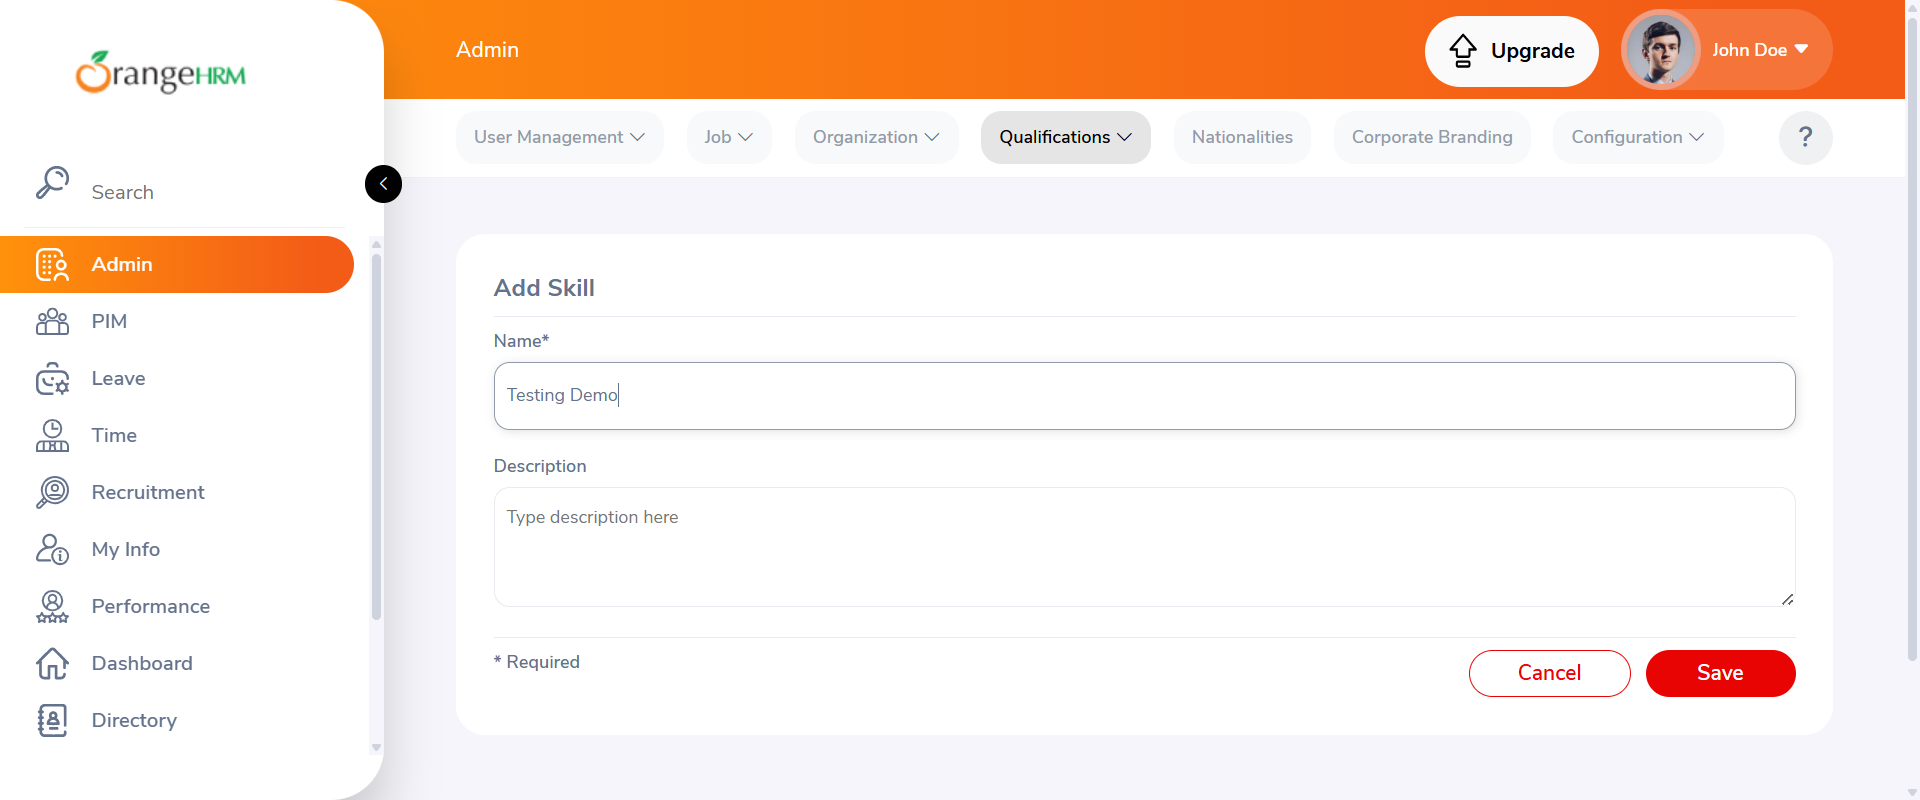 OrangeHRM
Admin
Upgrade
John Doe
User Management
Job
Organization
Qualifications
Nationalities
Corporate Branding
Configuration
?
Search
Admin
PIM
Leave
Time
Recruitment
My Info
Performance
Dashboard
Directory
Add Skill
Name*
Testing Demo
Description
Type description here
* Required
Cancel
Save